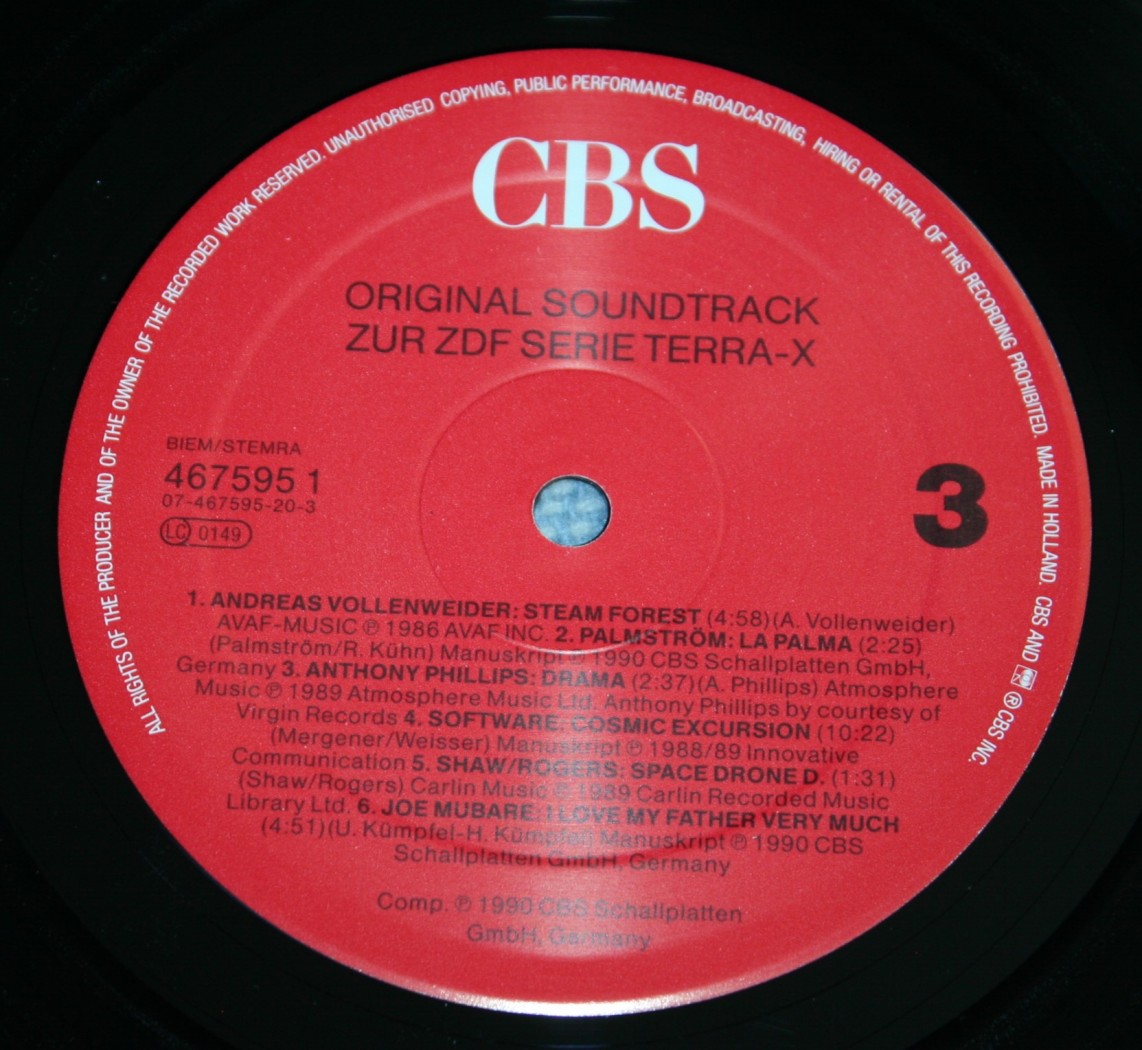 ALL RIGHTS OF THE PRODUCER AND OF THE OWNER OF THE RECORDED WORK RESERVED. UNAUTHORISED COPYING, PUBLIC PERFORMANCE, BROADCASTING, HIRING OR RENTAL OF THIS RECORDING PROHIBITED. MADE IN HOLLAND. CBS AND ® CBS INC.
CBS
ORIGINAL SOUNDTRACK
ZUR ZDF SERIE TERRA-X
BIEM/STEMRA
467595 1
07-467595-20-3
LC 0149
3
1. ANDREAS VOLLENWEIDER: STEAM FOREST (4:58)(A. Vollenweider)
AVAF-MUSIC ℗ 1986 AVAF INC. 2. PALMSTRÖM: LA PALMA (2:25)
(Palmström/R. Kühn) Manuskript ℗ 1990 CBS Schallplatten GmbH,
Germany 3. ANTHONY PHILLIPS: DRAMA (2:37)(A. Phillips) Atmosphere
Music ℗ 1989 Atmosphere Music Ltd. Anthony Phillips by courtesy of
Virgin Records 4. SOFTWARE: COSMIC EXCURSION (10:22)
(Mergener/Weisser) Manuskript ℗ 1988/89 Innovative
Communication 5. SHAW/ROGERS: SPACE DRONE D. (1:31)
(Shaw/Rogers) Carlin Music ℗ 1989 Carlin Recorded Music
Library Ltd. 6. JOE MUBARE: I LOVE MY FATHER VERY MUCH
(4:51)(U. Kümpfel-H. Kümpfel) Manuskript ℗ 1990 CBS
Schallplatten GmbH, Germany
Comp. ℗ 1990 CBS Schallplatten
GmbH, Germany